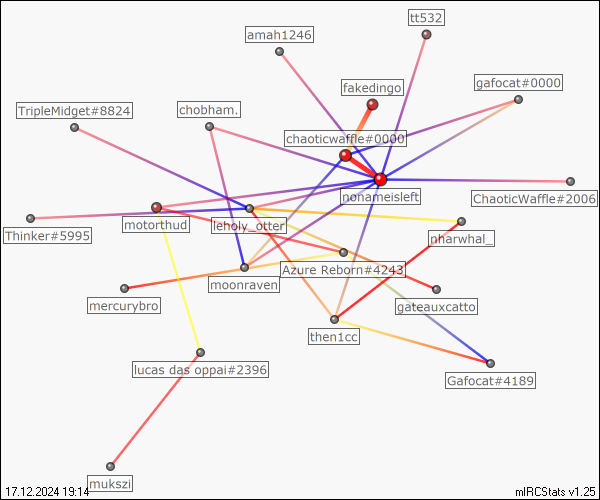 tt532
amah1246
fakedingo
gafocat#0000
TripleMidget#8824
chobham.
chaoticwaffle#0000
nonameisleft
ChaoticWaffle#2006
Thinker#5995
motorthud
leholy_otter
nharwhal_
Azure Reborn#4243
moonraven
mercurybro
gateauxcatto
then1cc
lucas das oppai#2396
Gafocat#4189
mukszi
17.12.2024 19:14
mIRCStats v1.25